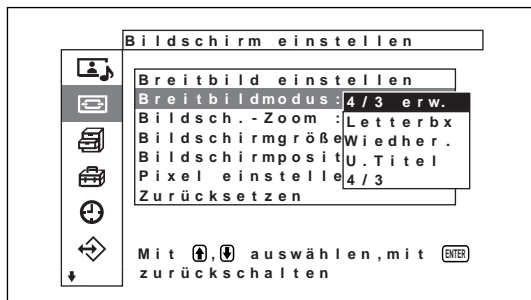 Bildschirm einstellen
Breitbild einstellen
Breitbildmodus:
4/3 erw.
Bildsch.-Zoom :
Letterbx
Bildschirmgröße
Wiedher.
Bildschirmposit
U.Titel
Pixel einstelle
4/3
Zurücksetzen
Mit ↑,↓ auswählen,mit ENTER
zurückschalten